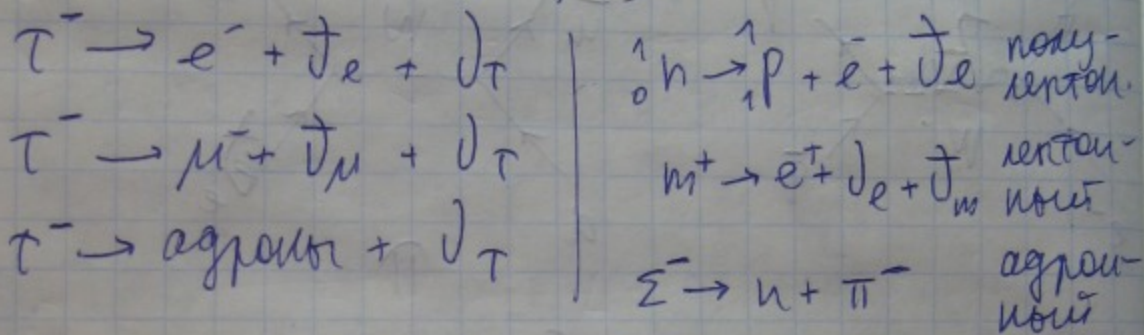 τ⁻ → e⁻ + ν̃e + ντ
τ⁻ → μ⁻ + ν̃μ + ντ
τ⁻ → адроны + ντ
¹₀n → ¹₁p + e⁻ + ν̃e полу-
лептон.
m⁺ → e⁺ + νe + ν̃m лептон-
ный
Σ⁻ → n + π⁻ адрон-
ный